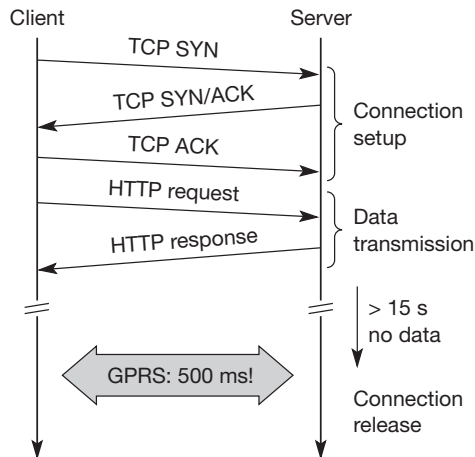 Client
Server
TCP SYN
TCP SYN/ACK
Connection
setup
TCP ACK
HTTP request
Data
transmission
HTTP response
> 15 s
no data
GPRS: 500 ms!
Connection
release